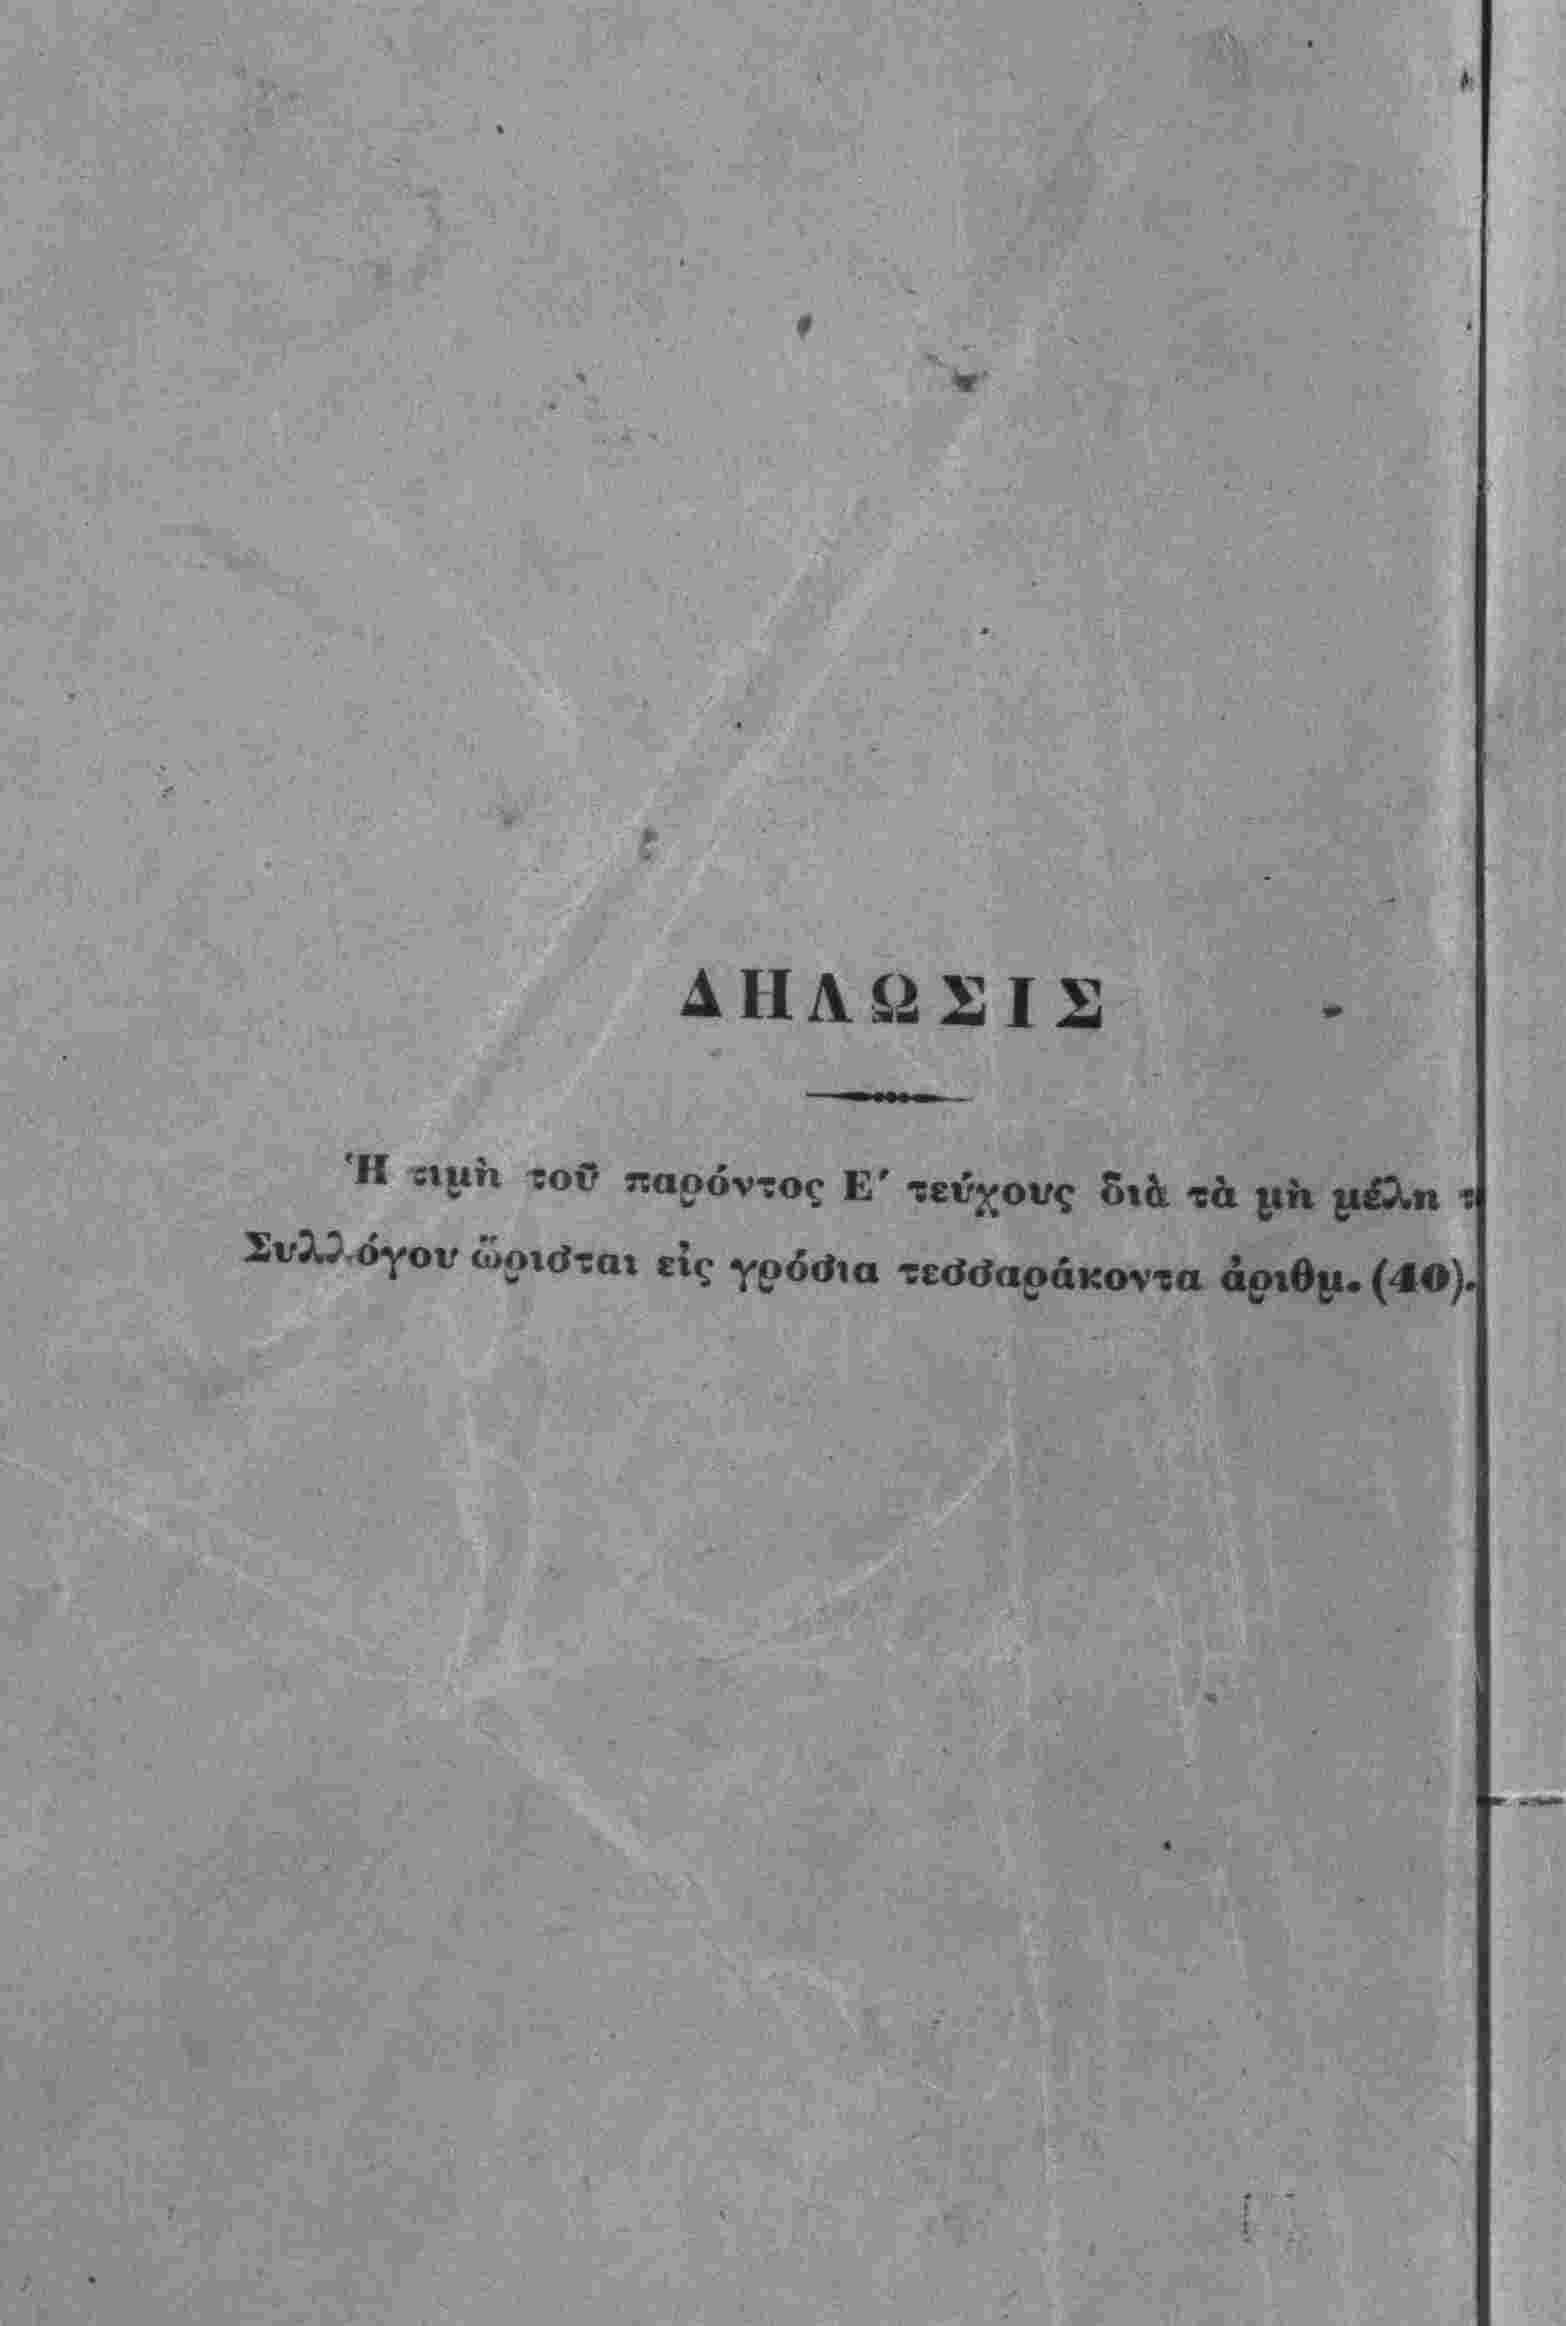 ΔΗΛΩΣΙΣ
Ἡ τιμὴ τοῦ παρόντος Ε΄ τεύχους διὰ τὰ μὴ μέλη τ
Συλλόγου ὥρισται εἰς γρόσια τεσσαράκοντα ἀριθμ. (40).